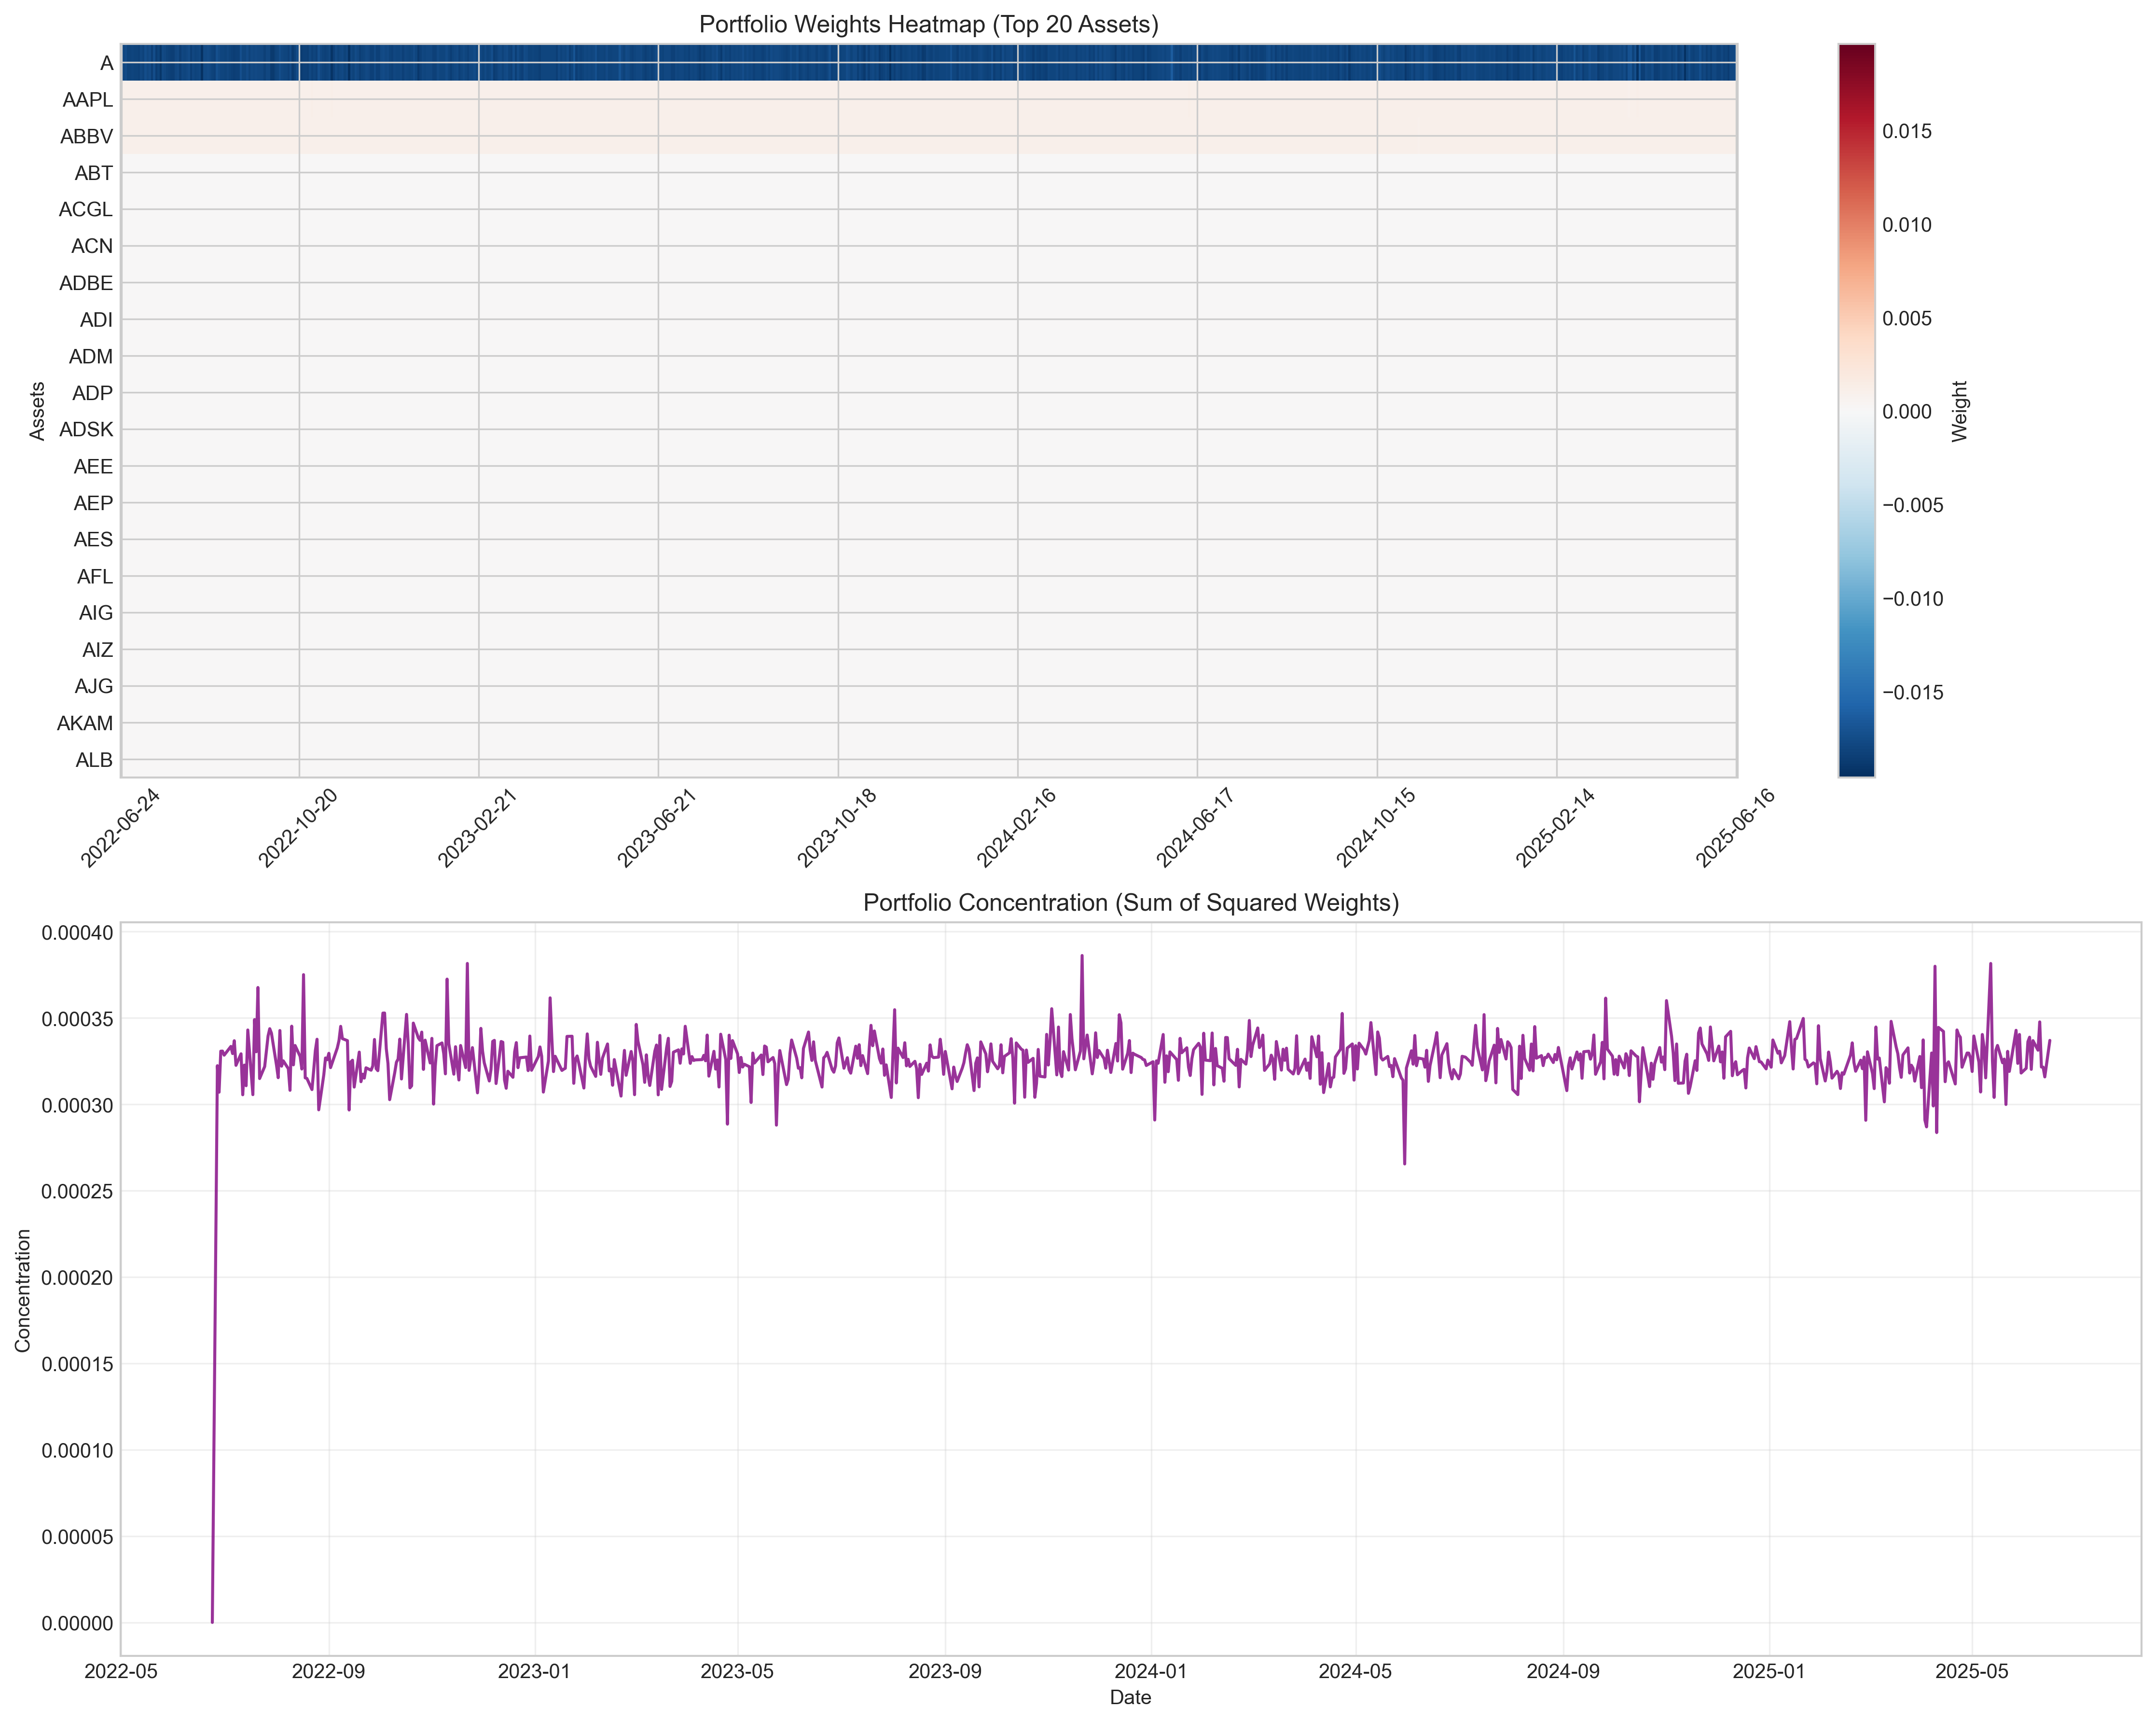 Portfolio Weights Heatmap (Top 20 Assets)
A
AAPL
ABBV
ABT
ACGL
ACN
ADBE
ADI
ADM
ADP
ADSK
AEE
AEP
AES
AFL
AIG
AIZ
AJG
AKAM
ALB
Assets
2022-06-24
2022-10-20
2023-02-21
2023-06-21
2023-10-18
2024-02-16
2024-06-17
2024-10-15
2025-02-14
2025-06-16
0.015
0.010
0.005
0.000
−0.005
−0.010
−0.015
Weight
Portfolio Concentration (Sum of Squared Weights)
0.00040
0.00035
0.00030
0.00025
0.00020
0.00015
0.00010
0.00005
0.00000
Concentration
2022-05
2022-09
2023-01
2023-05
2023-09
2024-01
2024-05
2024-09
2025-01
2025-05
Date